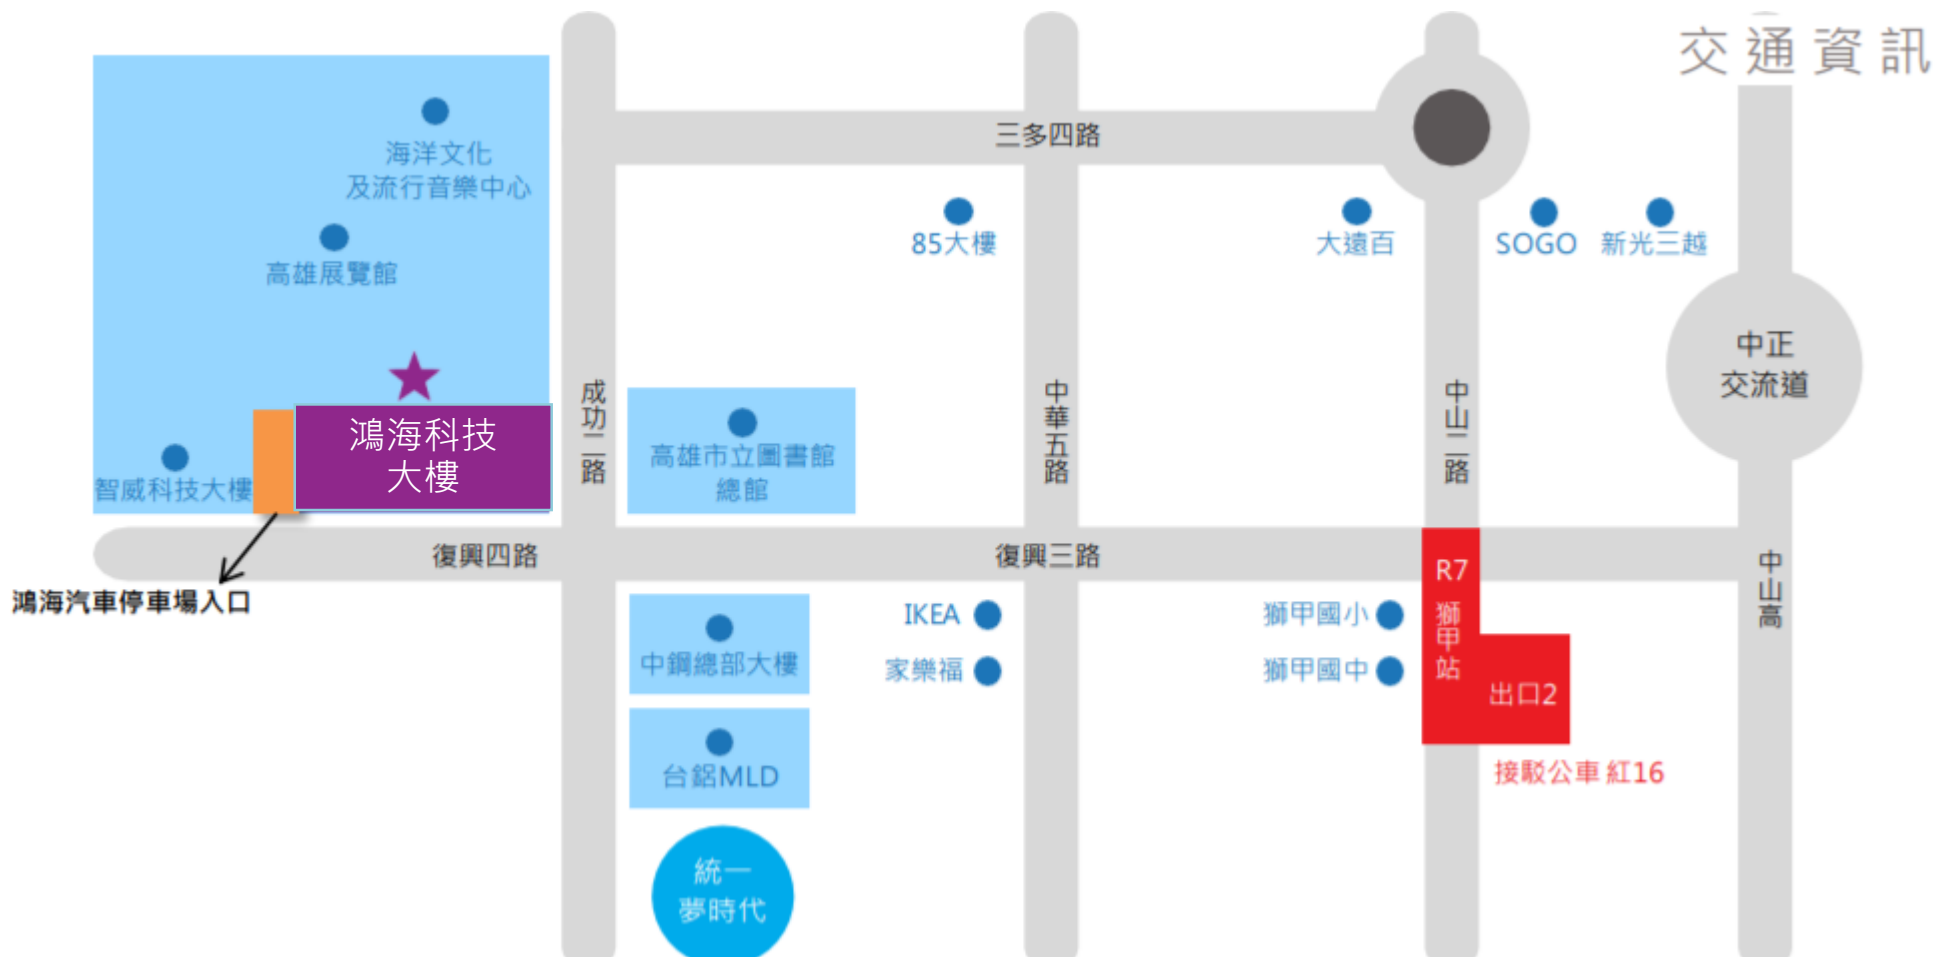 交通資訊
海洋文化
及流行音樂中心
高雄展覽館
三多四路
85大樓
大遠百
SOGO
新光三越
中正
交流道
鴻海科技
大樓
智威科技大樓
成功二路
高雄市立圖書館
總館
中華五路
中山二路
復興四路
復興三路
鴻海汽車停車場入口
中山高
R7
獅甲站
出口2
接駁公車 紅16
IKEA
家樂福
獅甲國小
獅甲國中
中鋼總部大樓
台鋁MLD
統一
夢時代